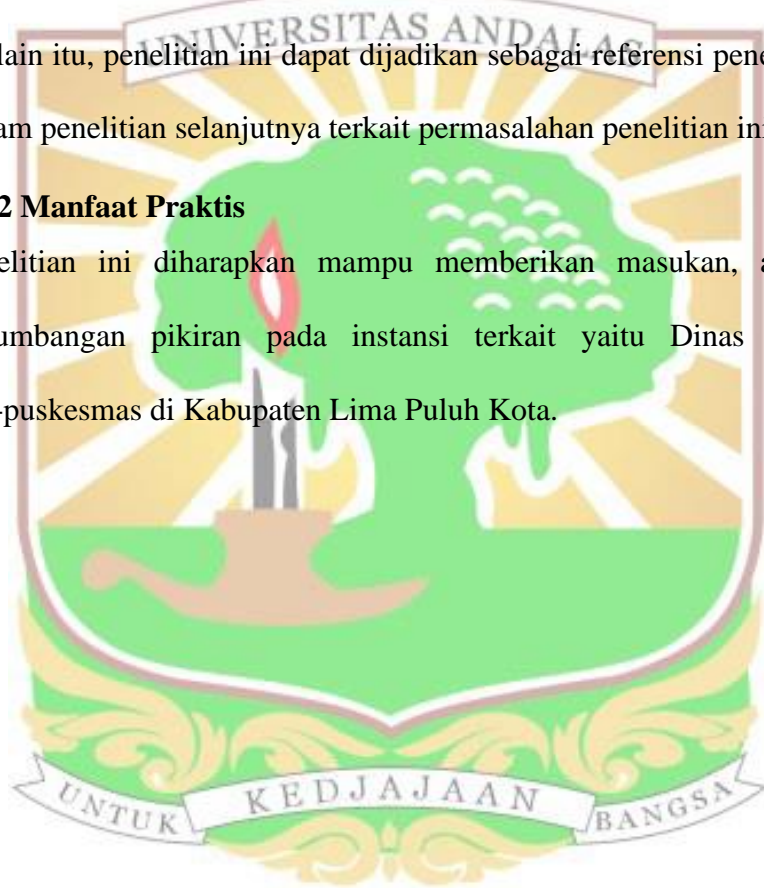 UNIVERSITAS ANDALAS
lain itu, penelitian ini dapat dijadikan sebagai referensi pene
am penelitian selanjutnya terkait permasalahan penelitian ini
2 Manfaat Praktis
elitian ini diharapkan mampu memberikan masukan, a
umbangan pikiran pada instansi terkait yaitu Dinas
-puskesmas di Kabupaten Lima Puluh Kota.
UNTUK KEDJAJAAN BANGSA